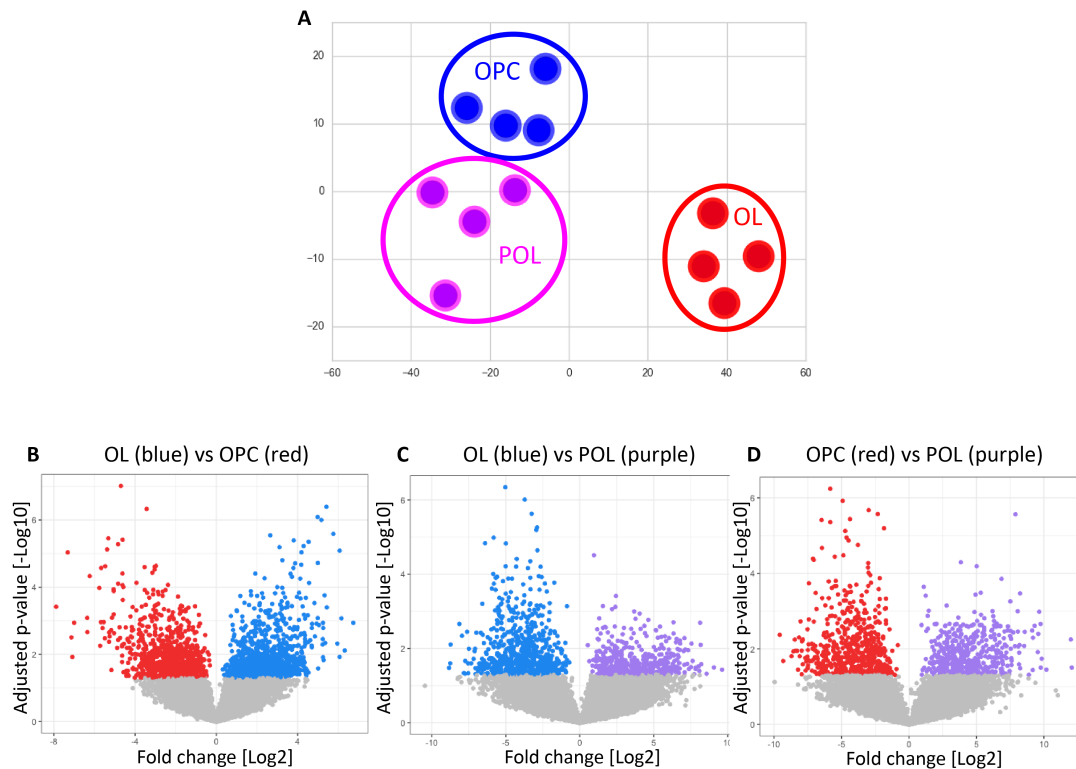 A
20
10
0
−10
−20
−60
−40
−20
0
20
40
60
OPC
POL
OL
B
OL (blue) vs OPC (red)
Adjusted p-value [-Log10]
6
4
2
0
-8
-4
0
4
Fold change [Log2]
C
OL (blue) vs POL (purple)
Adjusted p-value [-Log10]
6
4
2
0
-10
-5
0
5
10
Fold change [Log2]
D
OPC (red) vs POL (purple)
Adjusted p-value [-Log10]
6
4
2
0
-10
-5
0
5
10
Fold change [Log2]